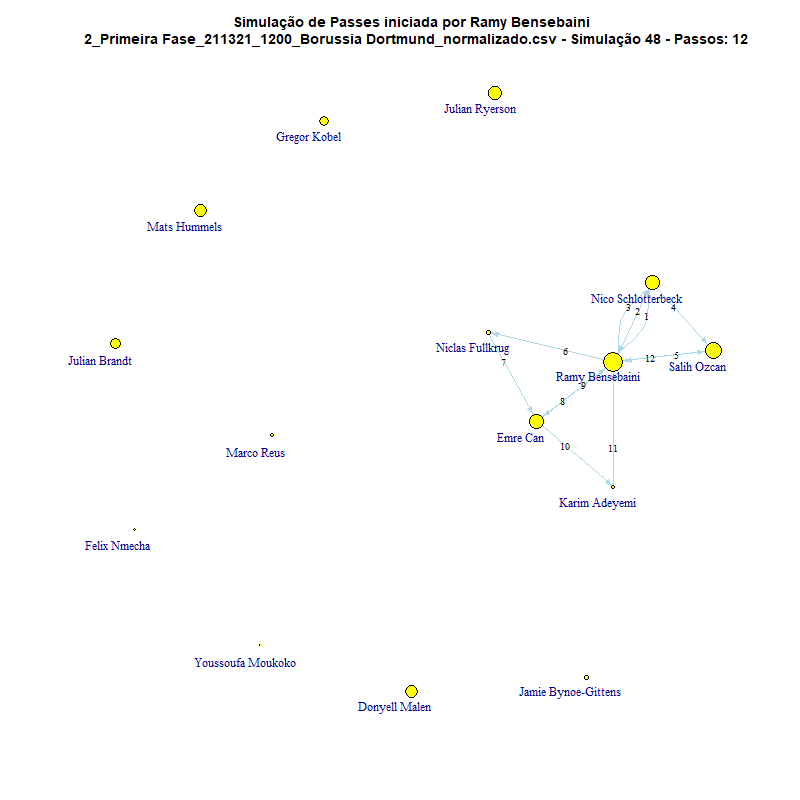 Simulação de Passes iniciada por Ramy Bensebaini
2_Primeira Fase_211321_1200_Borussia Dortmund_normalizado.csv - Simulação 48 - Passos: 12
Julian Ryerson
Gregor Kobel
Mats Hummels
Nico Schlotterbeck
3
2
4
1
Julian Brandt
Niclas Fullkrug
6
12
5
7
Salih Ozcan
Ramy Bensebaini
9
8
Emre Can
10
11
Marco Reus
Karim Adeyemi
Felix Nmecha
Youssoufa Moukoko
Jamie Bynoe-Gittens
Donyell Malen